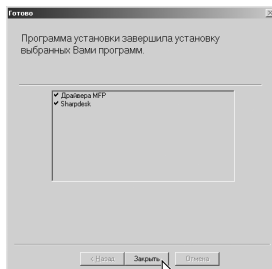 Готово
Программа установки завершила установку
выбранных Вами программ.
Драйвера MFP
Sharpdesk
< Назад
Закрыть
Отмена